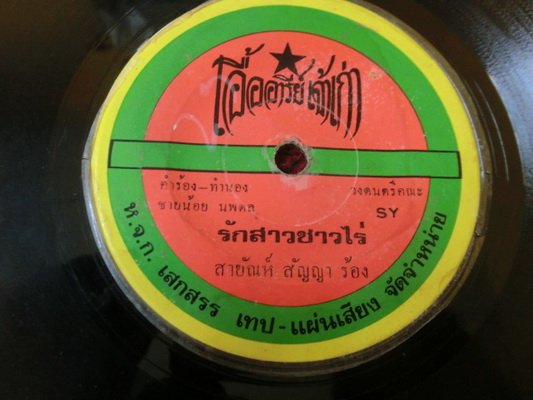 เอื้ออารีย์เจ้าเก่า
คำร้อง-ทำนอง
ชายน้อย นพดล
วงดนตรีคณะ
SY
รักสาวชาวไร่
สายัณห์ สัญญา ร้อง
ห.จ.ก. เสกสรร เทป-แผ่นเสียง จัดจำหน่าย